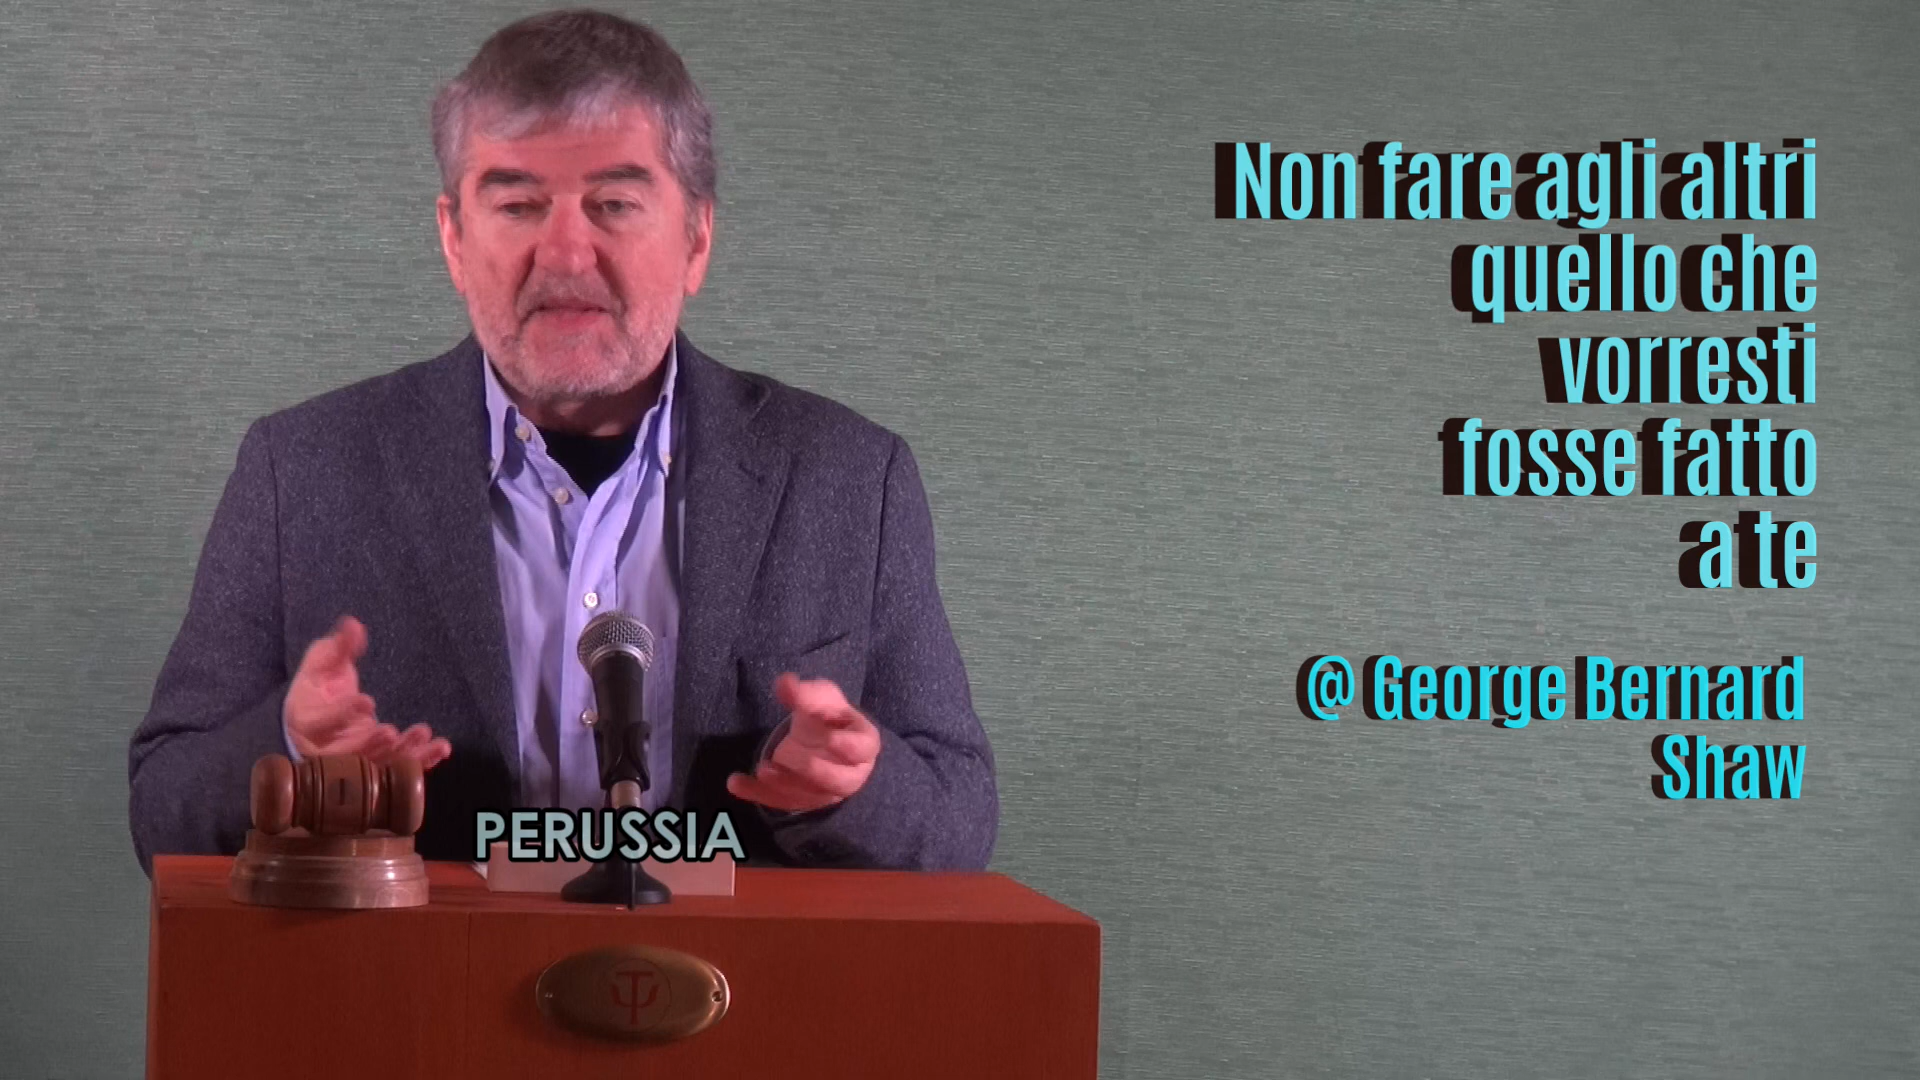 Non fare agli altri
quello che
vorresti
fosse fatto
a te
@ George Bernard
Shaw
PERUSSIA
Ψ